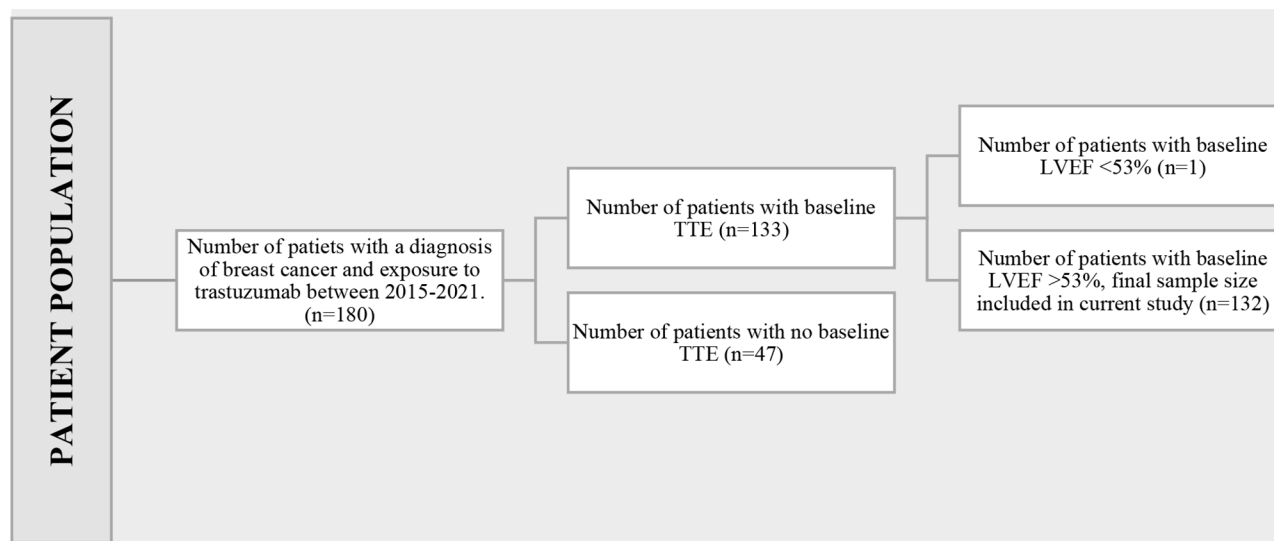 PATIENT POPULATION
Number of patiets with a diagnosis
of breast cancer and exposure to
trastuzumab between 2015-2021.
(n=180)
Number of patients with baseline
TTE (n=133)
Number of patients with no baseline
TTE (n=47)
Number of patients with baseline
LVEF <53% (n=1)
Number of patients with baseline
LVEF >53%, final sample size
included in current study (n=132)